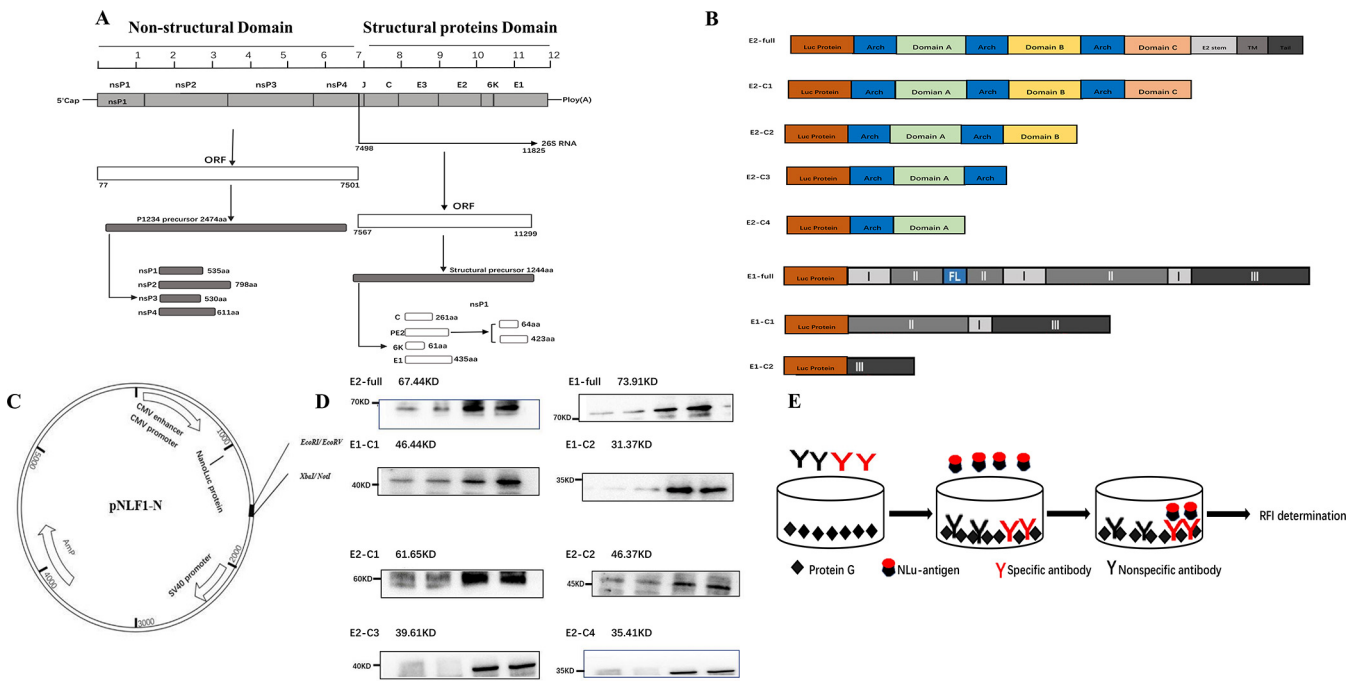 A
Non-structural Domain
Structural proteins Domain
0 1 2 3 4 5 6 7 8 9 10 11 12
nsP1 nsP2 nsP3 nsP4 J C E3 E2 6K E1
5'Cap nsP1 Ploy(A)
26S RNA
7498 11825
ORF
77 7501
ORF
7567 11299
P1234 precursor 2474aa
nsP1 535aa
nsP2 798aa
nsP3 530aa
nsP4 611aa
Structural precursor 1244aa
nsP1
C 261aa
PE2
64aa
423aa
6K 61aa
E1 435aa
B
E2-full Luc Protein Arch Domain A Arch Domain B Arch Domain C E2 stem TM Tail
E2-C1 Luc Protein Arch Domain A Arch Domain B Arch Domain C
E2-C2 Luc Protein Arch Domain A Arch Domain B
E2-C3 Luc Protein Arch Domain A Arch
E2-C4 Luc Protein Arch Domain A
E1-full Luc Protein I II FL II I II I III
E1-C1 Luc Protein II I III
E1-C2 Luc Protein III
C
CMV enhancer
CMV promoter
1000
NanoLuc protein
EcoRI/EcoRV
XbaI/NotI
pNLF1-N
2000
SV40 promoter
3000
4000
AmP
5000
D
E2-full 67.44KD
70KD
E1-full 73.91KD
70KD
E1-C1 46.44KD
40KD
E1-C2 31.37KD
35KD
E2-C1 61.65KD
60KD
E2-C2 46.37KD
45KD
E2-C3 39.61KD
40KD
E2-C4 35.41KD
35KD
E
RFI determination
Protein G NLu-antigen Specific antibody Nonspecific antibody